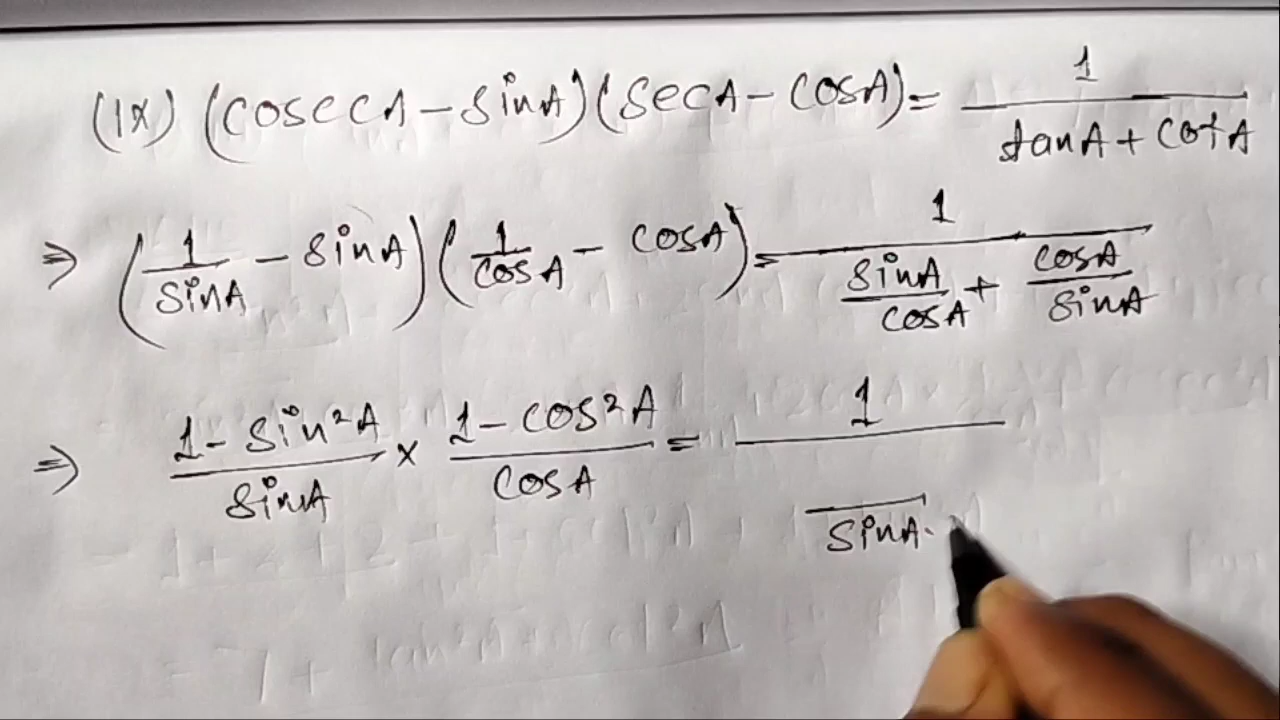 (ix) (cosecA - sinA)(secA - cosA) = 1/(tanA + cotA)
⇒ (1/sinA - sinA)(1/cosA - cosA) = 1/(sinA/cosA + cosA/sinA)
⇒ (1 - sin²A)/sinA × (1 - cos²A)/cosA = 1/(/sinA.)